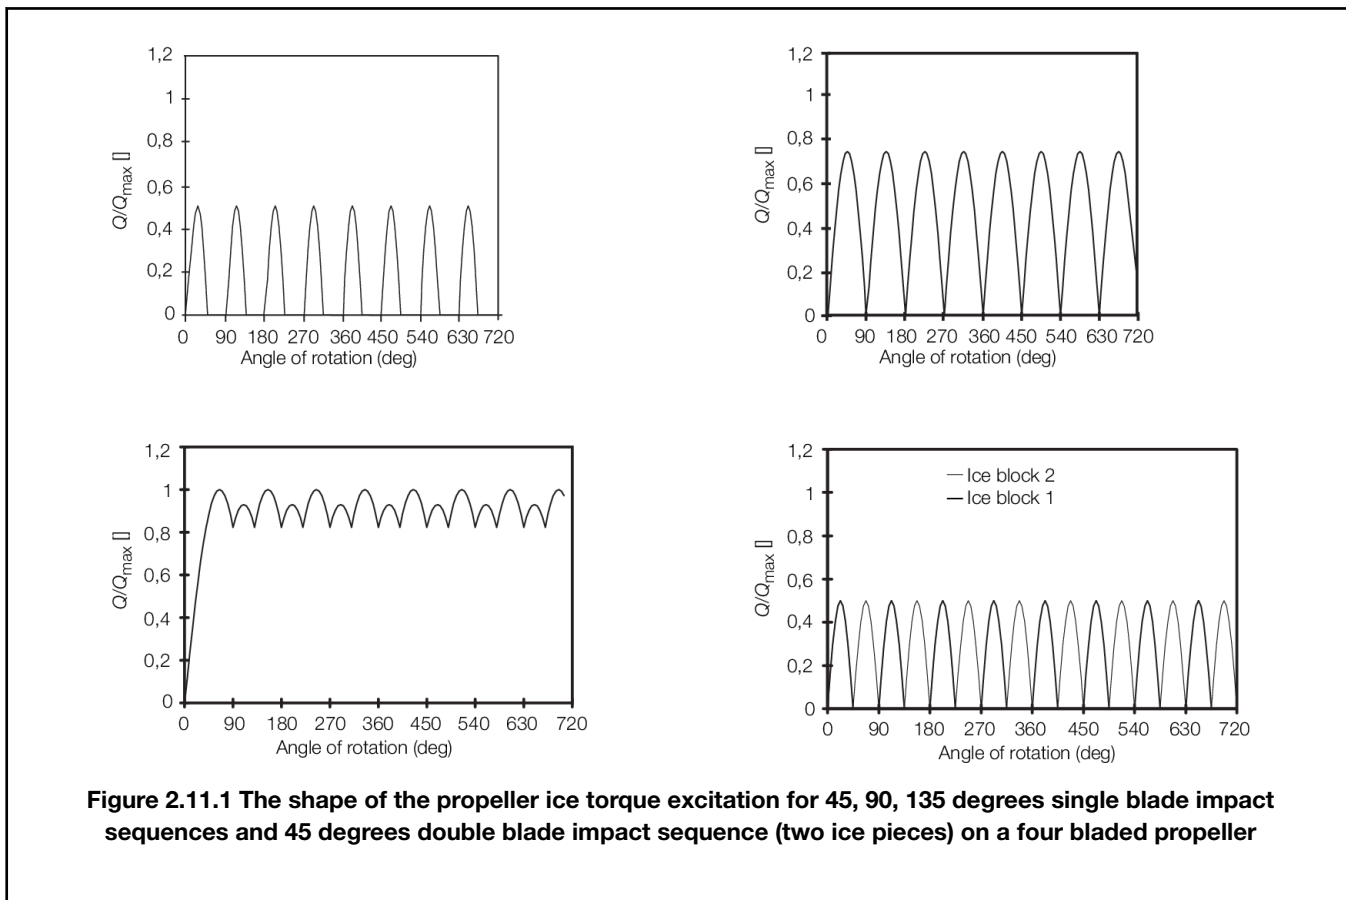 1,2
1
0,8
0,6
0,4
0,2
0
Q/Qmax []
0 90 180 270 360 450 540 630 720
Angle of rotation (deg)
1,2
1
0,8
0,6
0,4
0,2
0
Q/Qmax []
0 90 180 270 360 450 540 630 720
Angle of rotation (deg)
1,2
1
0,8
0,6
0,4
0,2
0
Q/Qmax []
0 90 180 270 360 450 540 630 720
Angle of rotation (deg)
1,2
1
0,8
0,6
0,4
0,2
0
Q/Qmax []
Ice block 2
Ice block 1
0 90 180 270 360 450 540 630 720
Angle of rotation (deg)
Figure 2.11.1 The shape of the propeller ice torque excitation for 45, 90, 135 degrees single blade impact
sequences and 45 degrees double blade impact sequence (two ice pieces) on a four bladed propeller